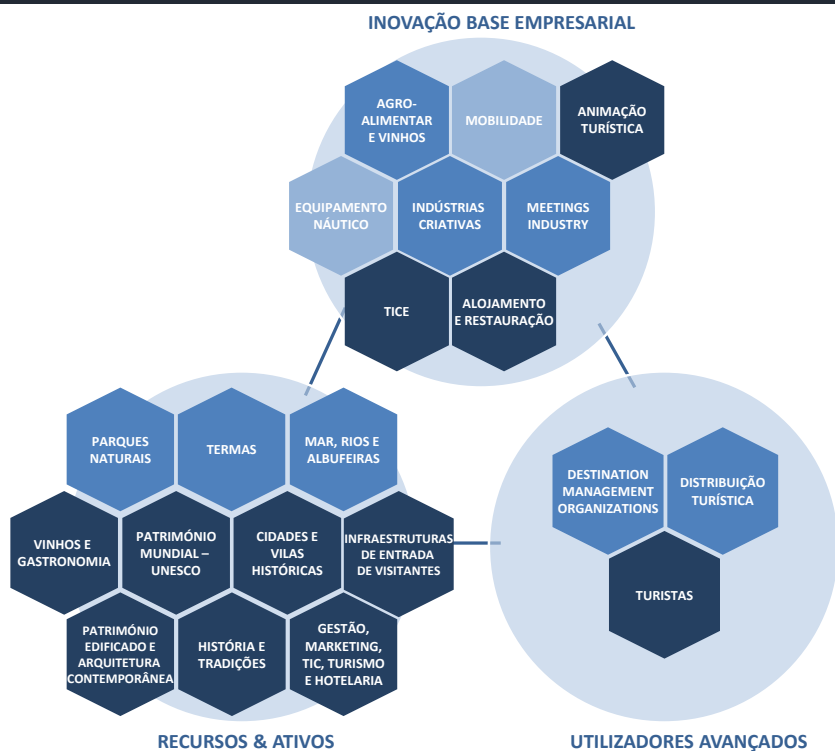 INOVAÇÃO BASE EMPRESARIAL
AGRO-
ALIMENTAR
E VINHOS
MOBILIDADE
ANIMAÇÃO
TURÍSTICA
EQUIPAMENTO
NÁUTICO
INDÚSTRIAS
CRIATIVAS
MEETINGS
INDUSTRY
TICE
ALOJAMENTO
E RESTAURAÇÃO
PARQUES
NATURAIS
TERMAS
MAR, RIOS E
ALBUFEIRAS
VINHOS E
GASTRONOMIA
PATRIMÓNIO
MUNDIAL –
UNESCO
CIDADES E
VILAS
HISTÓRICAS
INFRAESTRUTURAS
DE ENTRADA
DE VISITANTES
PATRIMÓNIO
EDIFICADO E
ARQUITETURA
CONTEMPORÂNEA
HISTÓRIA E
TRADIÇÕES
GESTÃO,
MARKETING,
TIC, TURISMO
E HOTELARIA
RECURSOS & ATIVOS
DESTINATION
MANAGEMENT
ORGANIZATIONS
DISTRIBUIÇÃO
TURÍSTICA
TURISTAS
UTILIZADORES AVANÇADOS